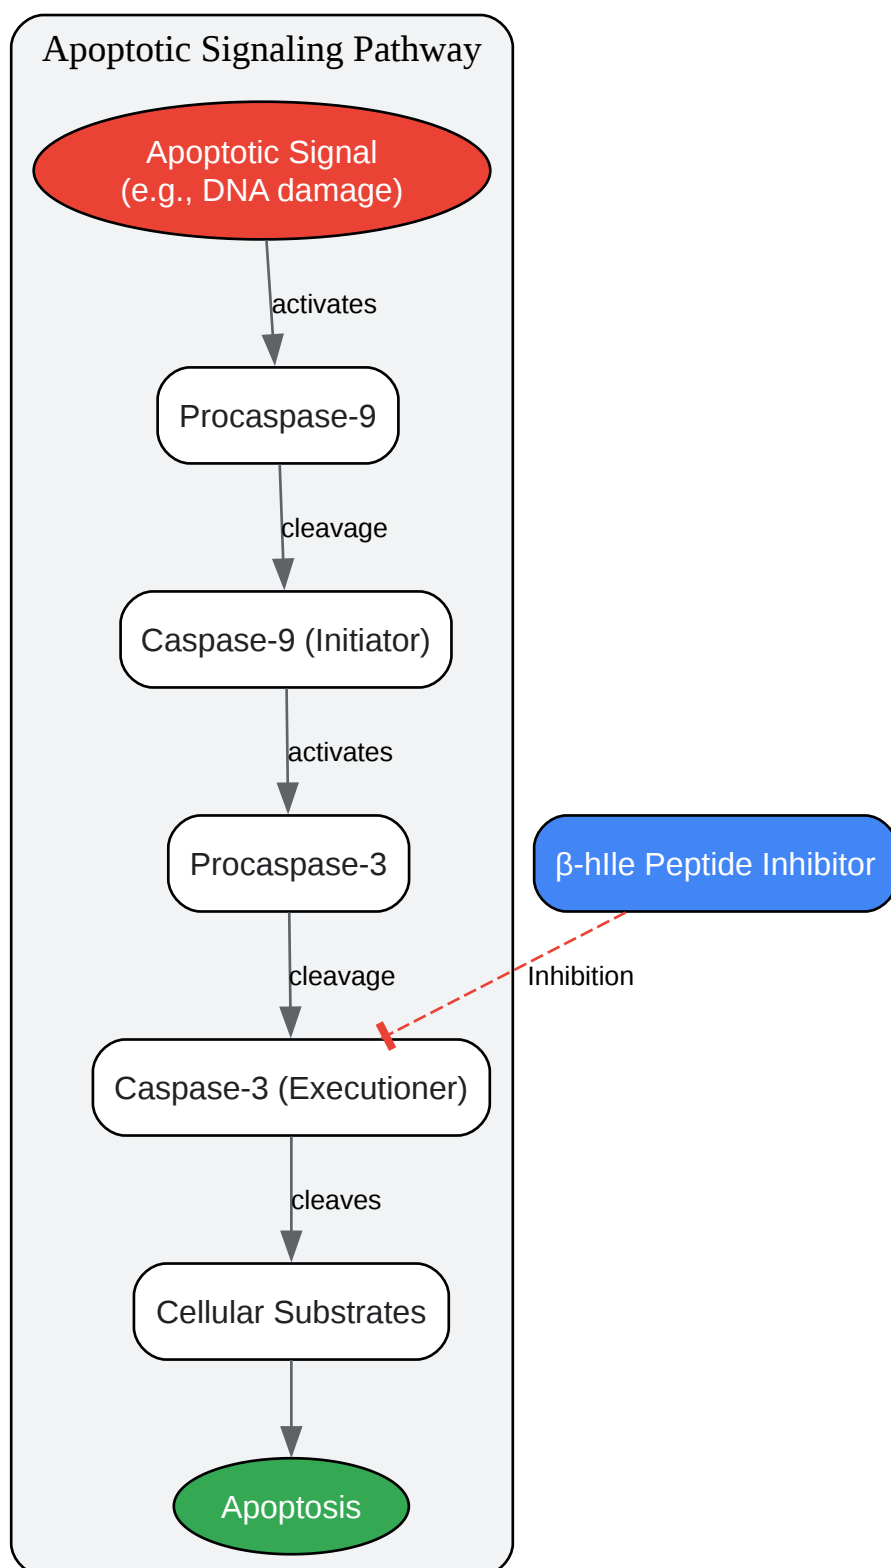 Apoptotic Signaling Pathway
Apoptotic Signal
(e.g., DNA damage)
activates
Procaspase-9
cleavage
Caspase-9 (Initiator)
activates
Procaspase-3
β-hIle Peptide Inhibitor
cleavage
Inhibition
Caspase-3 (Executioner)
cleaves
Cellular Substrates
Apoptosis